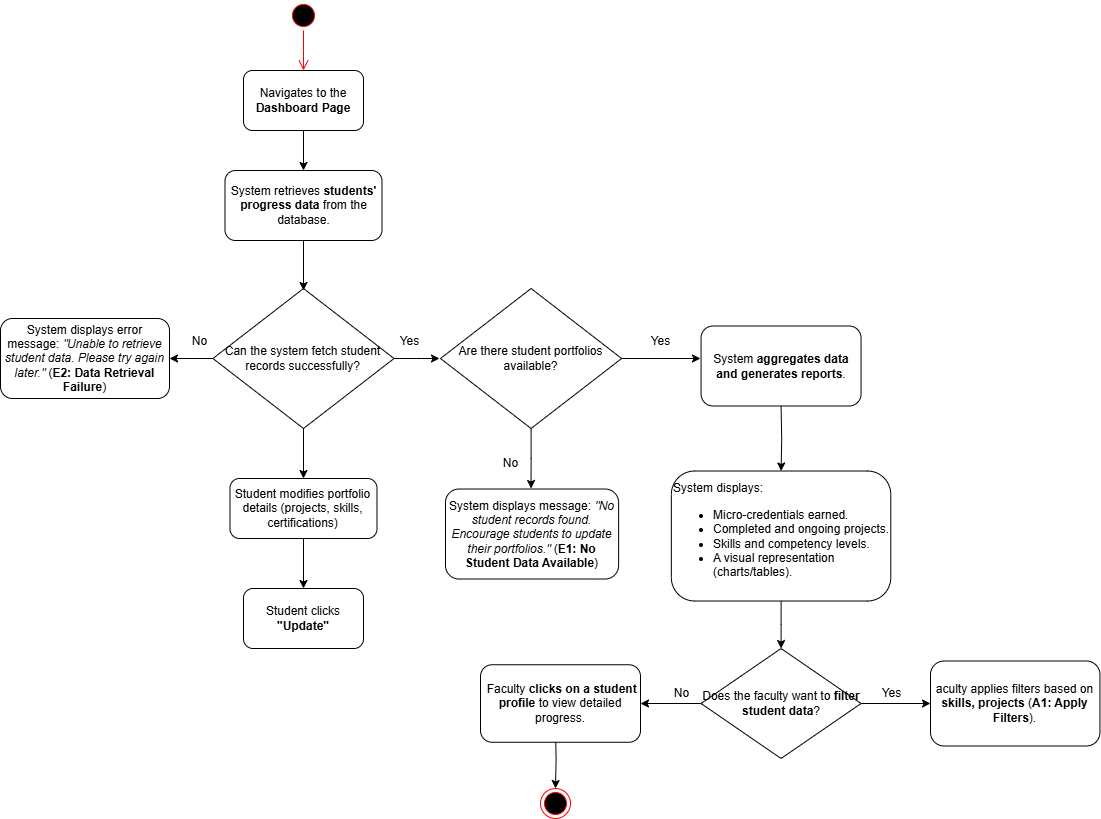 Navigates to the
Dashboard Page
System retrieves students'
progress data from the
database.
System displays error
message: "Unable to retrieve
student data. Please try again
later." (E2: Data Retrieval
Failure)
No
Can the system fetch student
records successfully?
Yes
Are there student portfolios
available?
Yes
System aggregates data
and generates reports.
No
Student modifies portfolio
details (projects, skills,
certifications)
System displays message: "No
student records found.
Encourage students to update
their portfolios." (E1: No
Student Data Available)
System displays:
• Micro-credentials earned.
• Completed and ongoing projects.
• Skills and competency levels.
• A visual representation
(charts/tables).
Student clicks
"Update"
Faculty clicks on a student
profile to view detailed
progress.
No
Does the faculty want to filter
student data?
Yes
aculty applies filters based on
skills, projects (A1: Apply
Filters).